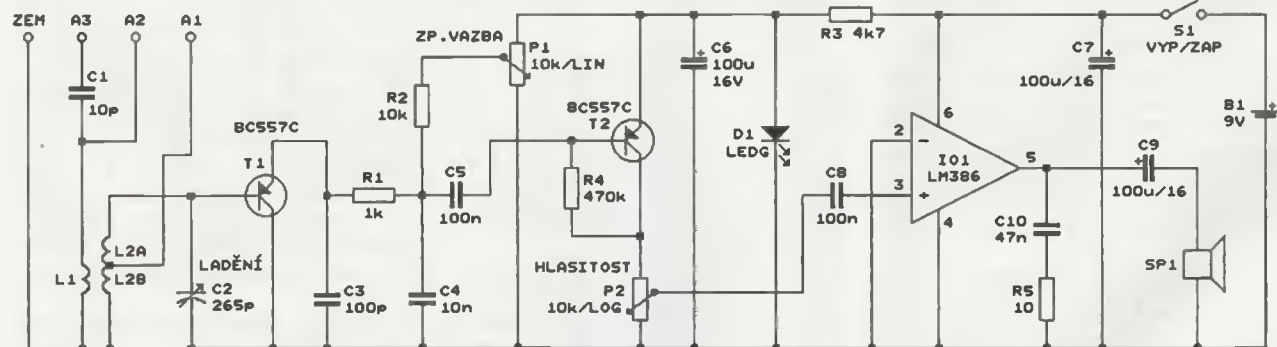 ZEM
A3
A2
A1
C1
10p
BC557C
T1
L1
L2A
L2B
LADĚNÍ
C2
265p
R1
1k
C3
100p
ZP.VAZBA
P1
10k/LIN
R2
10k
C5
100n
C4
10n
BC557C
T2
R4
470k
HLASITOST
P2
10k/LOG
C6
100u
16V
+
D1
LEDG
R3 4k7
C8
100n
2
-
3
+
6
4
5
IO1
LM386
C7
+
100u/16
C10
47n
R5
10
C9
+
100u/16
SP1
S1
VYP/ZAP
B1
9V
+